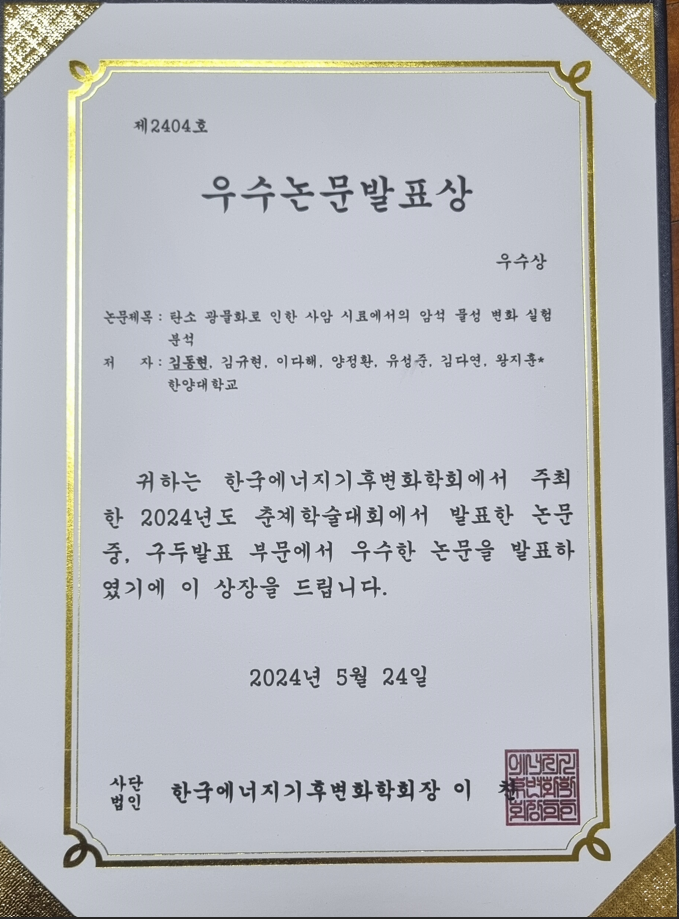 제2404호
우수논문발표상
우수상
논문제목 : 탄소 광물화로 인한 사암 시료에서의 암석 물성 변화 실험
분석
저 자 : 김동현, 김규현, 이다해, 양정환, 유성준, 김다연, 왕지훈*
한양대학교
귀하는 한국에너지기후변화학회에서 주최
한 2024년도 춘계학술대회에서 발표한 논문
중, 구두발표 부문에서 우수한 논문을 발표하
였기에 이 상장을 드립니다.
2024년 5월 24일
사단
법인 한국에너지기후변화학회장 이